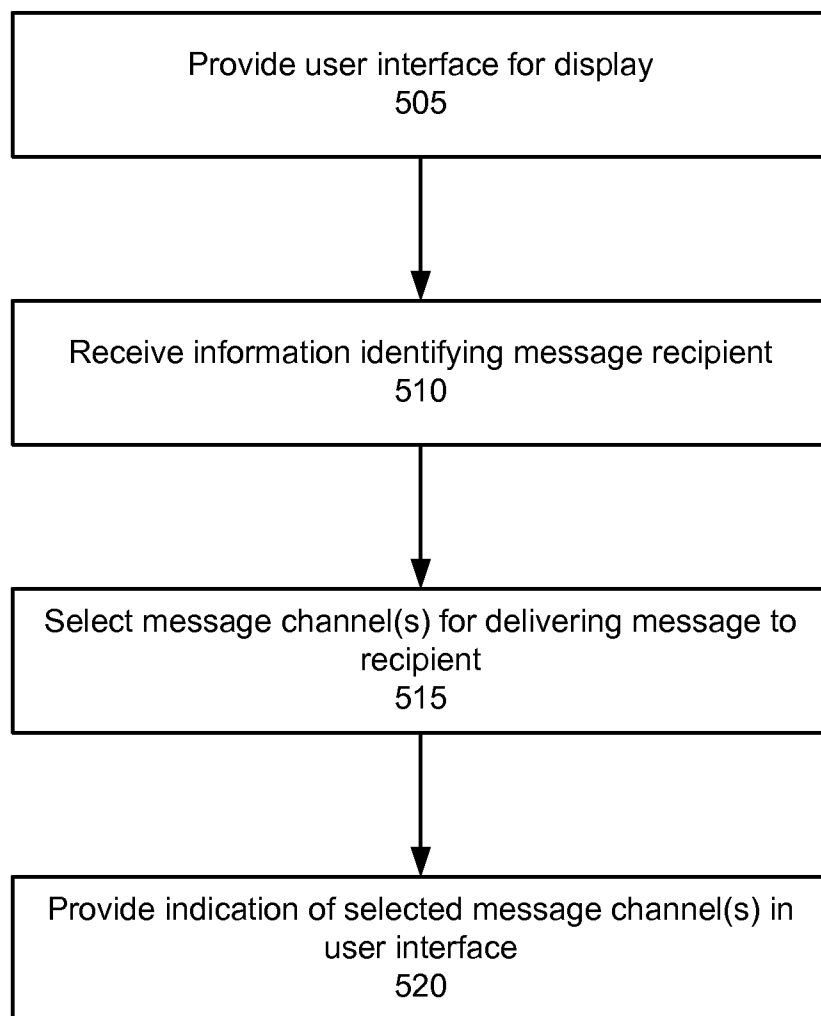 Provide user interface for display
505
Receive information identifying message recipient
510
Select message channel(s) for delivering message to
recipient
515
Provide indication of selected message channel(s) in
user interface
520